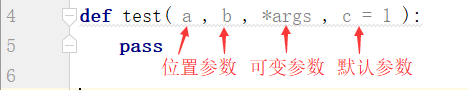 4 def test( a , b , *args , c = 1 ):
5 pass
位置参数 可变参数 默认参数
6